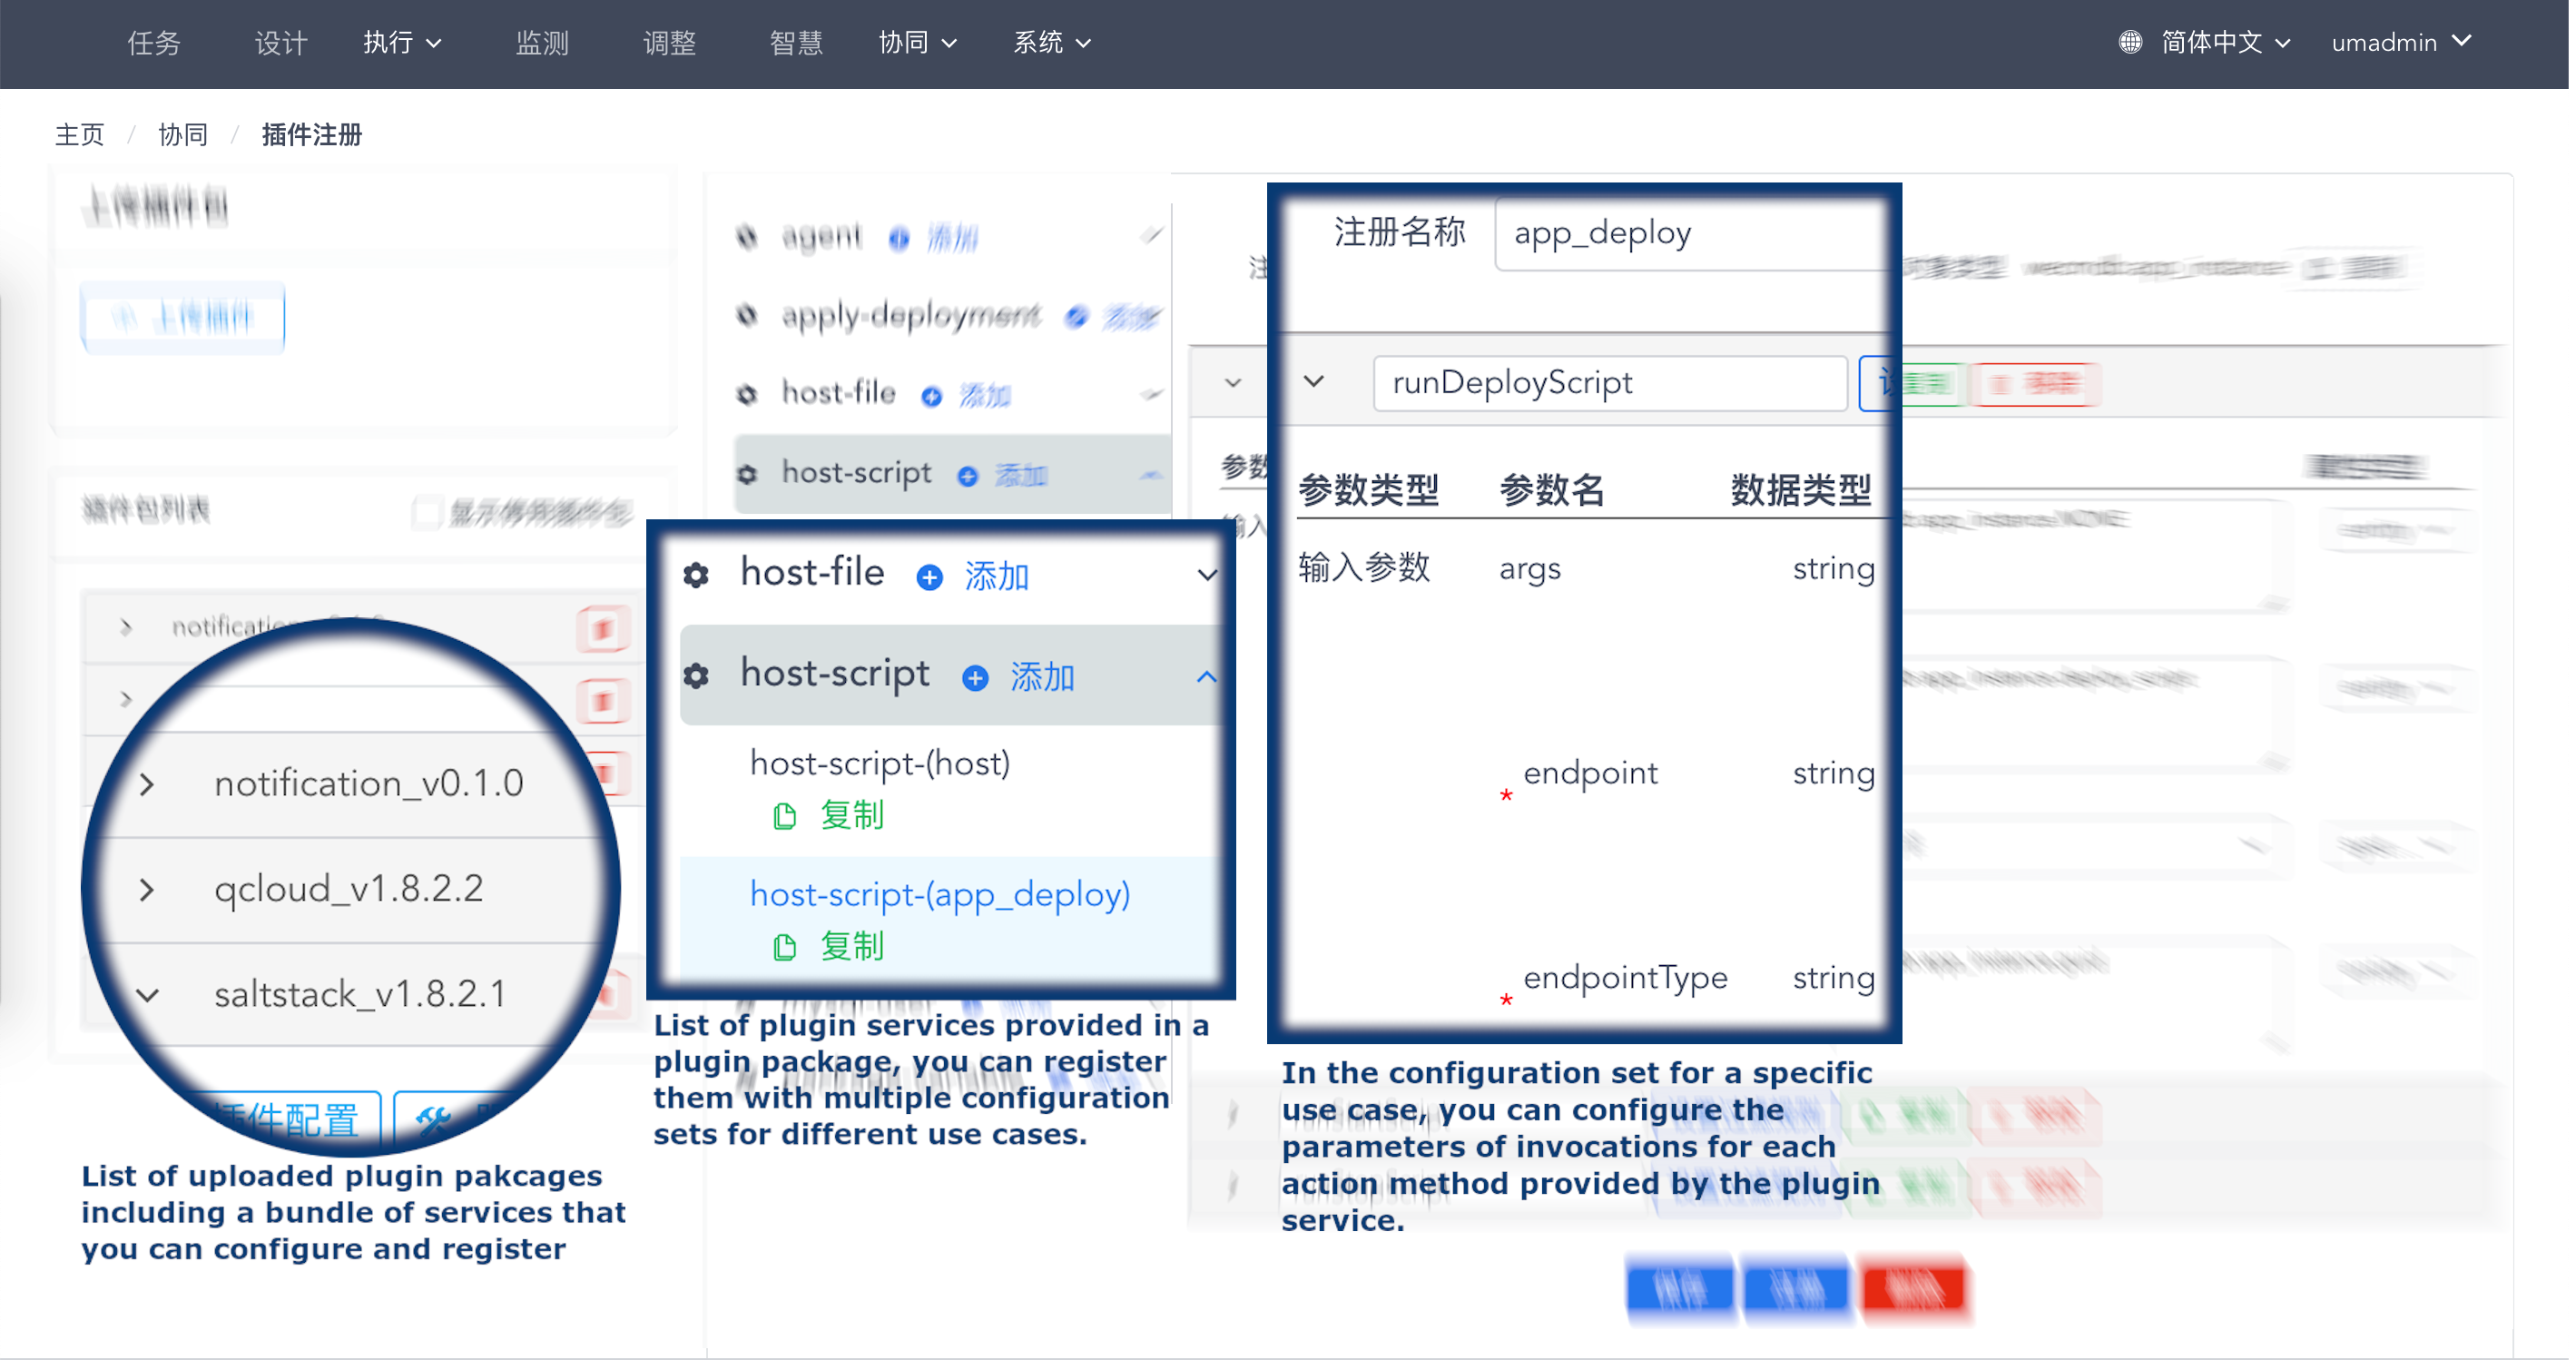 任务 设计 执行 监测 调整 智慧 协同 系统 简体中文 umadmin
主页 / 协同 / 插件注册
上传插件包
上传插件
插件包列表 显示停用插件包
agent 添加
apply-deployment 添加
host-file 添加
host-script 添加
host-file 添加
host-script 添加
host-script-(host)
复制
host-script-(app_deploy)
复制
notification_v0.1.0
qcloud_v1.8.2.2
saltstack_v1.8.2.1
插件配置
List of uploaded plugin pakcages
including a bundle of services that
you can configure and register
List of plugin services provided in a
plugin package, you can register
them with multiple configuration
sets for different use cases.
注册名称 app_deploy
runDeployScript
参数类型 参数名 数据类型
输入参数 args string
* endpoint string
* endpointType string
In the configuration set for a specific
use case, you can configure the
parameters of invocations for each
action method provided by the plugin
service.